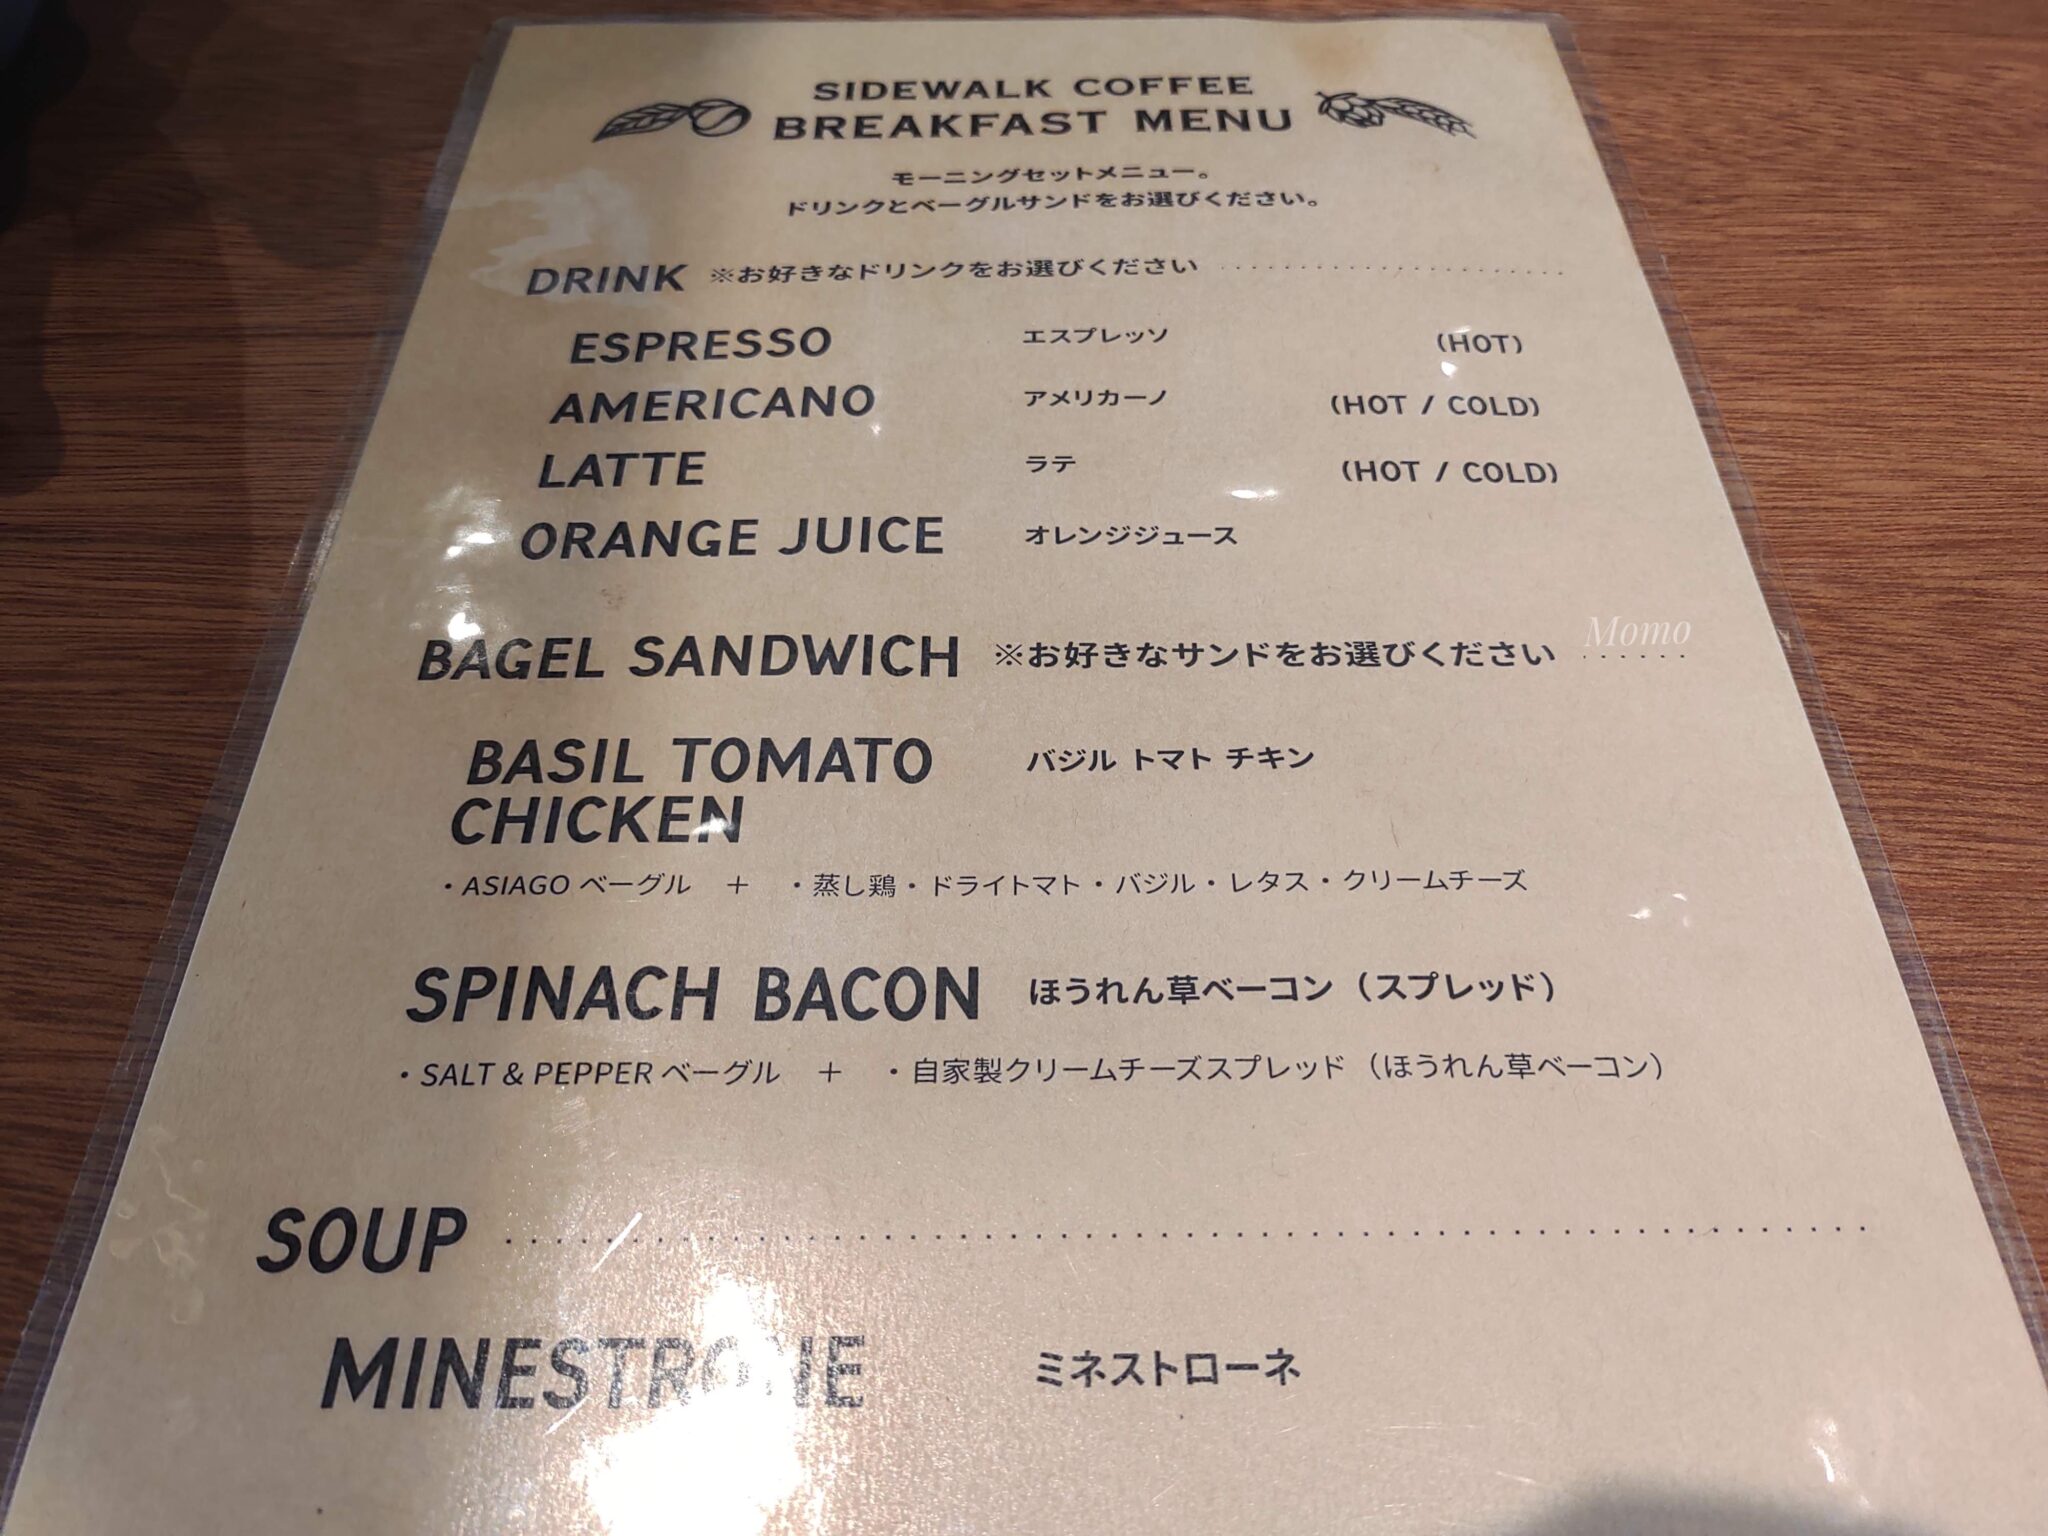 SIDEWALK COFFEE
BREAKFAST MENU
モーニングセットメニュー。
ドリンクとベーグルサンドをお選びください。
DRINK ※お好きなドリンクをお選びください
ESPRESSO エスプレッソ (HOT)
AMERICANO アメリカーノ (HOT / COLD)
LATTE ラテ (HOT / COLD)
ORANGE JUICE オレンジジュース
Momo
BAGEL SANDWICH ※お好きなサンドをお選びください
BASIL TOMATO バジル トマト チキン
CHICKEN
・ASIAGO ベーグル + ・蒸し鶏・ドライトマト・バジル・レタス・クリームチーズ
SPINACH BACON ほうれん草ベーコン（スプレッド）
・SALT & PEPPER ベーグル + ・自家製クリームチーズスプレッド（ほうれん草ベーコン）
SOUP
MINESTRONE ミネストローネ